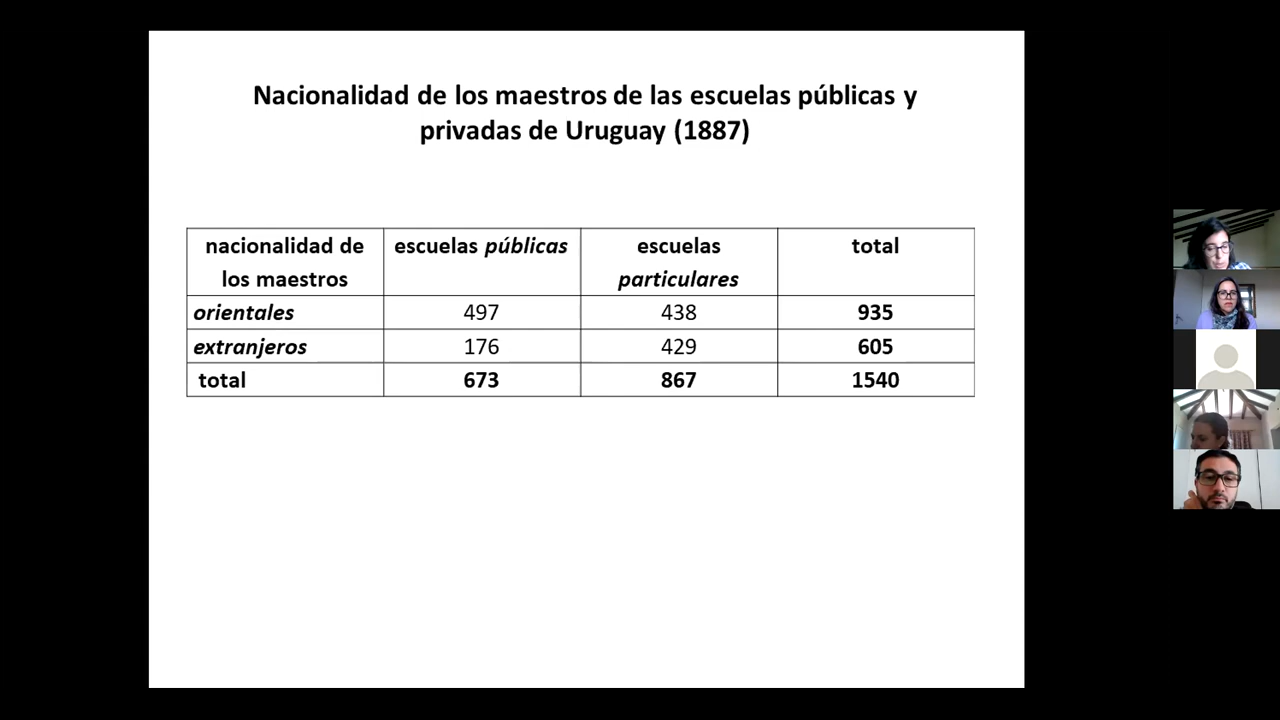 Nacionalidad de los maestros de las escuelas públicas y
privadas de Uruguay (1887)
nacionalidad de los maestros escuelas públicas escuelas particulares total
orientales 497 438 935
extranjeros 176 429 605
total 673 867 1540